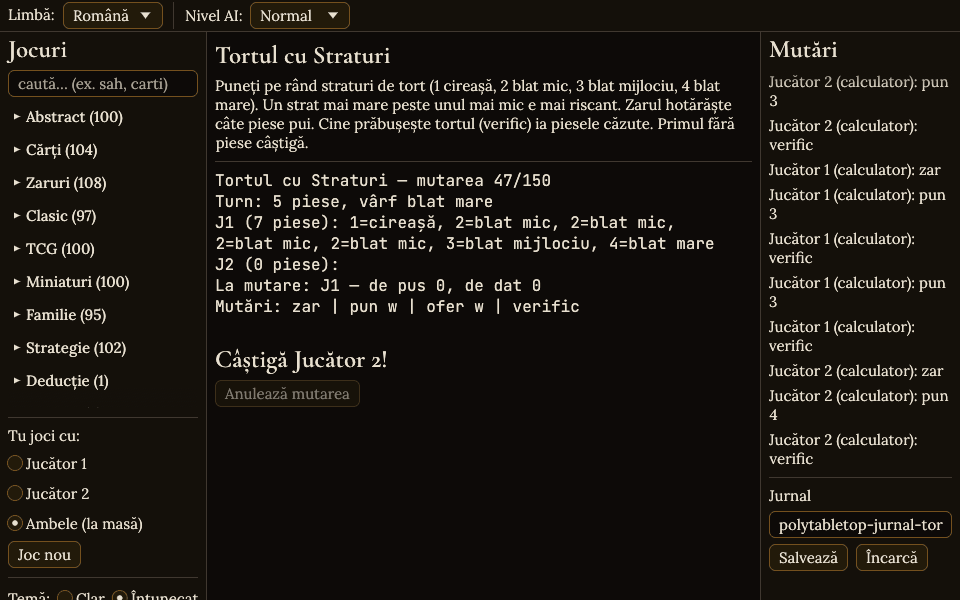 Limbă: Română ▼ Nivel AI: Normal ▼
Jocuri
caută... (ex. sah, carti)
▸ Abstract (100)
▸ Cărți (104)
▸ Zaruri (108)
▸ Clasic (97)
▸ TCG (100)
▸ Miniaturi (100)
▸ Familie (95)
▸ Strategie (102)
▸ Deducție (1)
Tu joci cu:
Jucător 1
Jucător 2
Ambele (la masă)
Joc nou
Temă: Clar Întunecat
Tortul cu Straturi
Puneți pe rând straturi de tort (1 cireașă, 2 blat mic, 3 blat mijlociu, 4 blat
mare). Un strat mai mare peste unul mai mic e mai riscant. Zarul hotărăște
câte piese pui. Cine prăbușește tortul (verific) ia piesele căzute. Primul fără
piese câștigă.
Tortul cu Straturi — mutarea 47/150
Turn: 5 piese, vârf blat mare
J1 (7 piese): 1=cireașă, 2=blat mic, 2=blat mic,
2=blat mic, 2=blat mic, 3=blat mijlociu, 4=blat mare
J2 (0 piese):
La mutare: J1 — de pus 0, de dat 0
Mutări: zar | pun w | ofer w | verific
Câștigă Jucător 2!
Anulează mutarea
Mutări
Jucător 2 (calculator): pun
3
Jucător 2 (calculator):
verific
Jucător 1 (calculator): zar
Jucător 1 (calculator): pun
3
Jucător 1 (calculator):
verific
Jucător 1 (calculator): pun
3
Jucător 1 (calculator):
verific
Jucător 2 (calculator): zar
Jucător 2 (calculator): pun
4
Jucător 2 (calculator):
verific
Jurnal
polytabletop-jurnal-tor
Salvează Încarcă